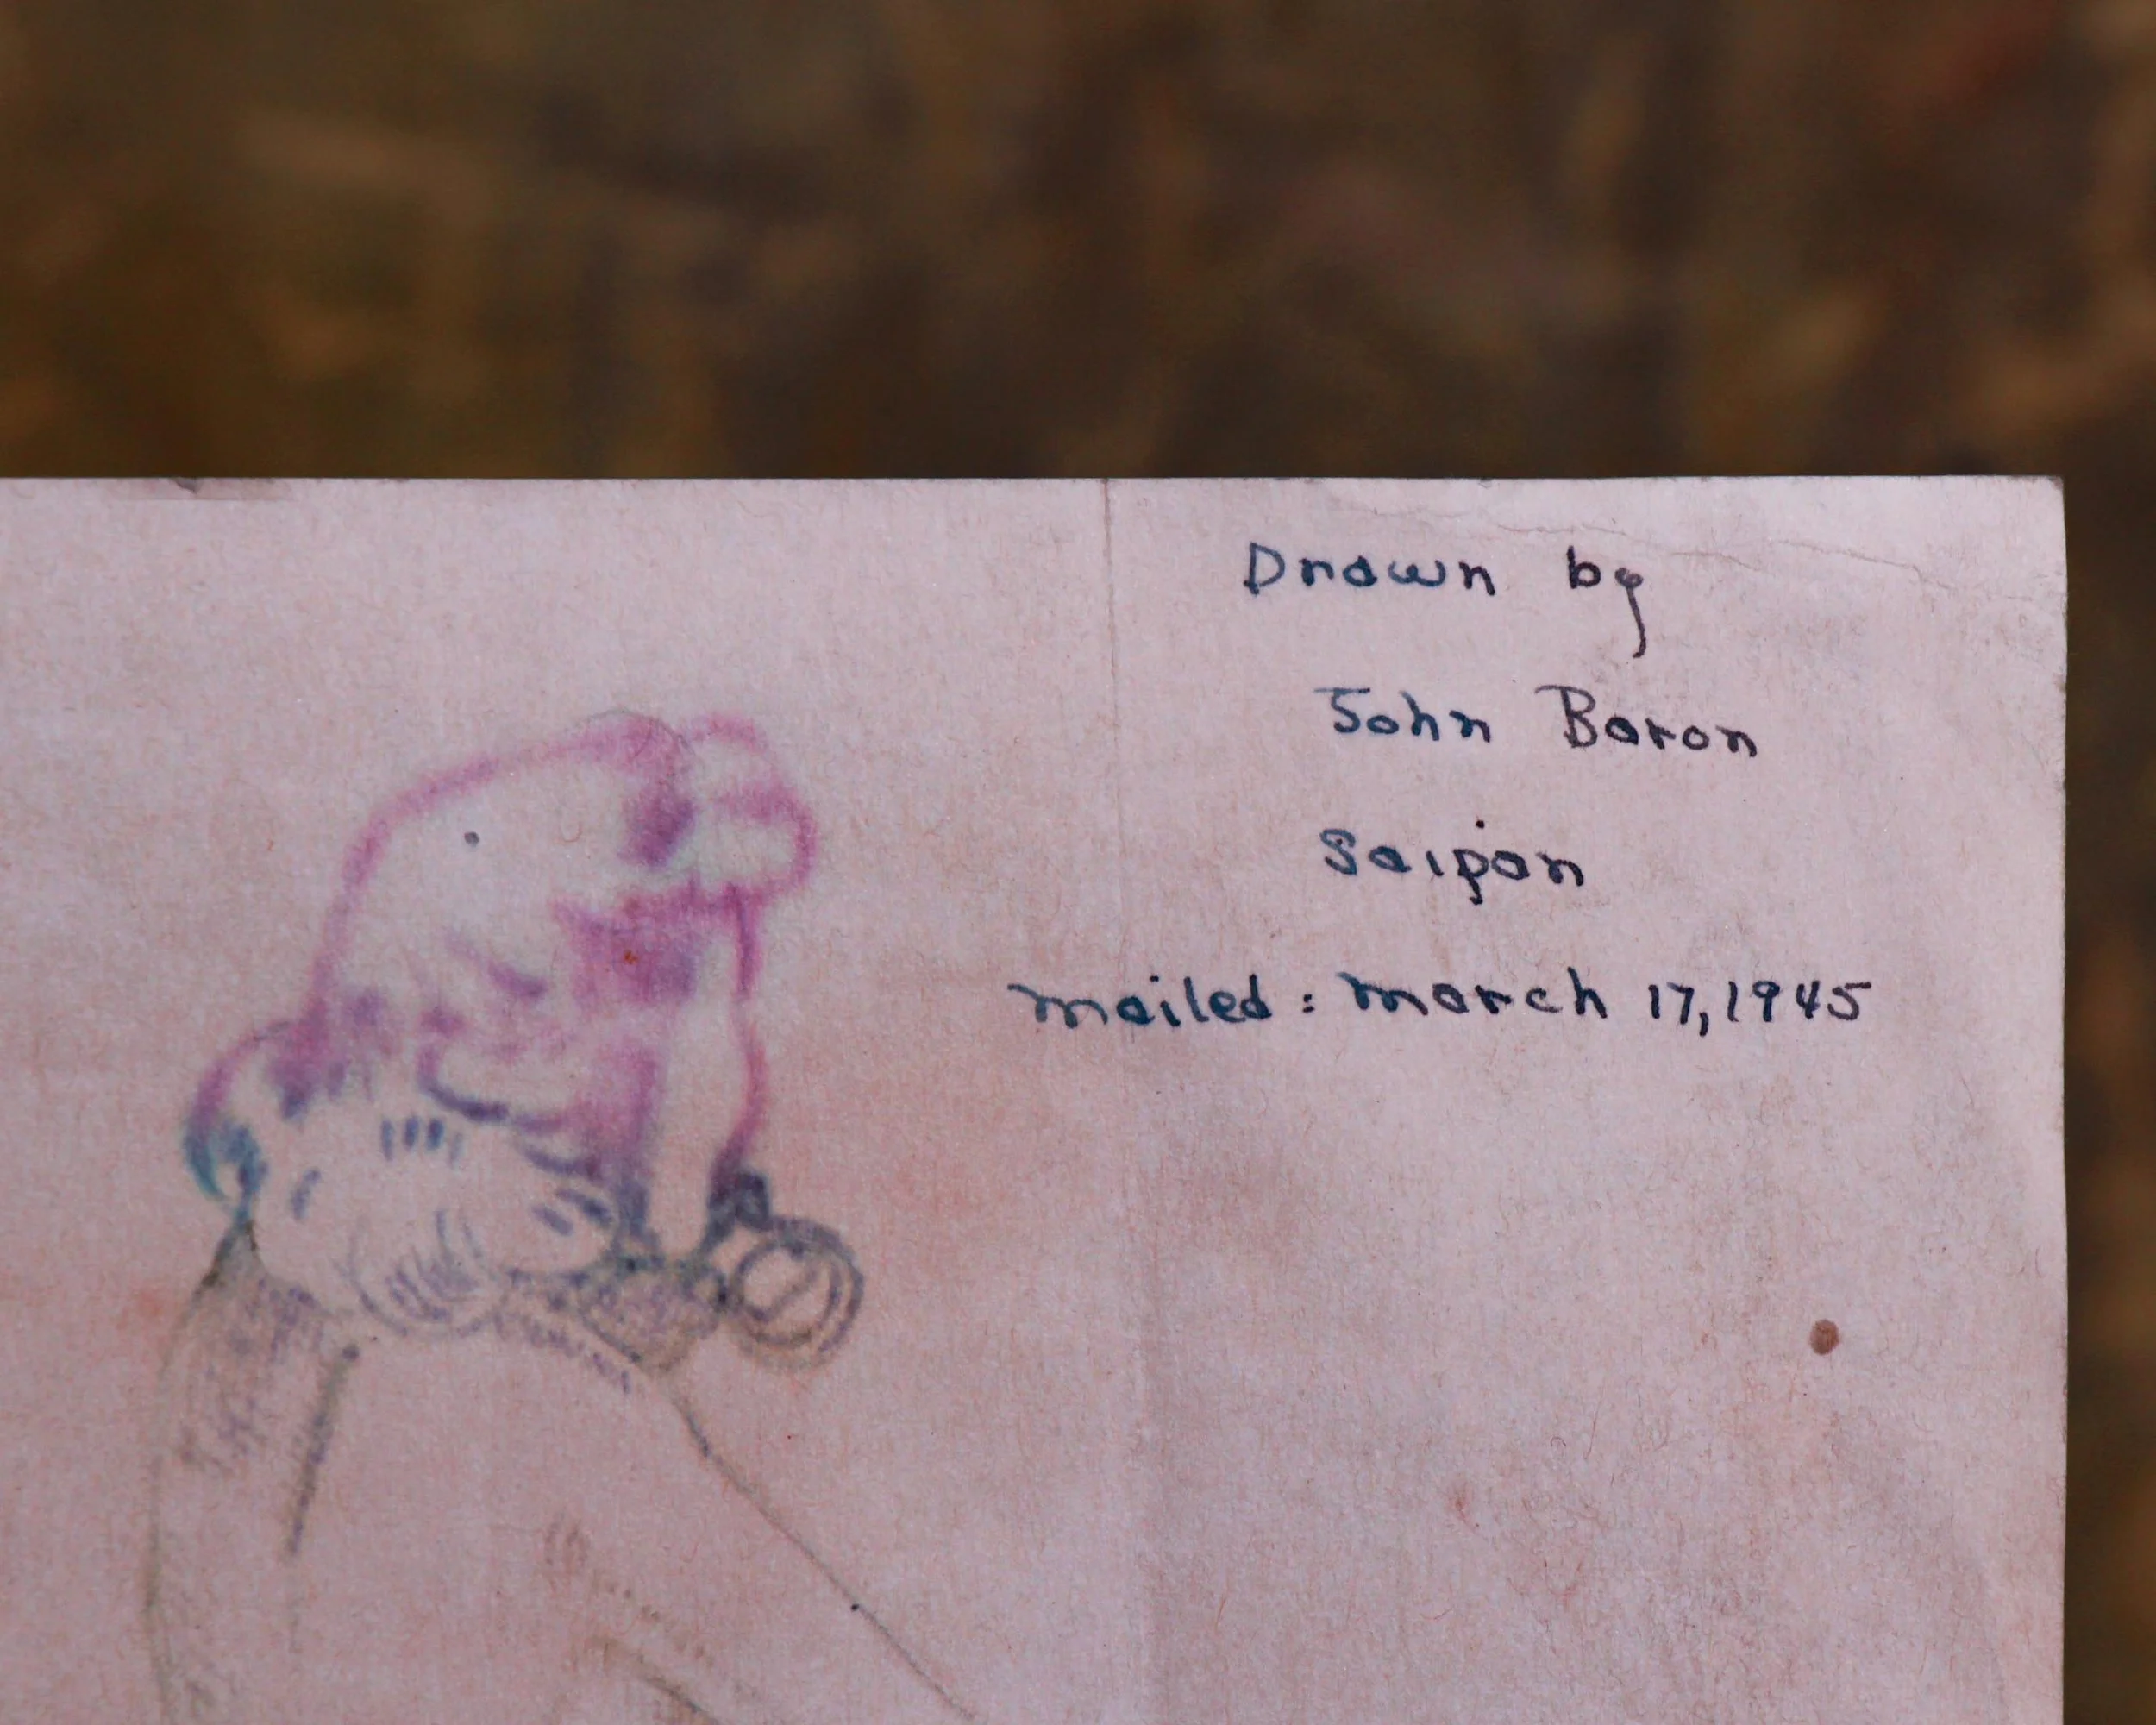 Drawn by
John Baron
Saipan
mailed: march 17, 1945